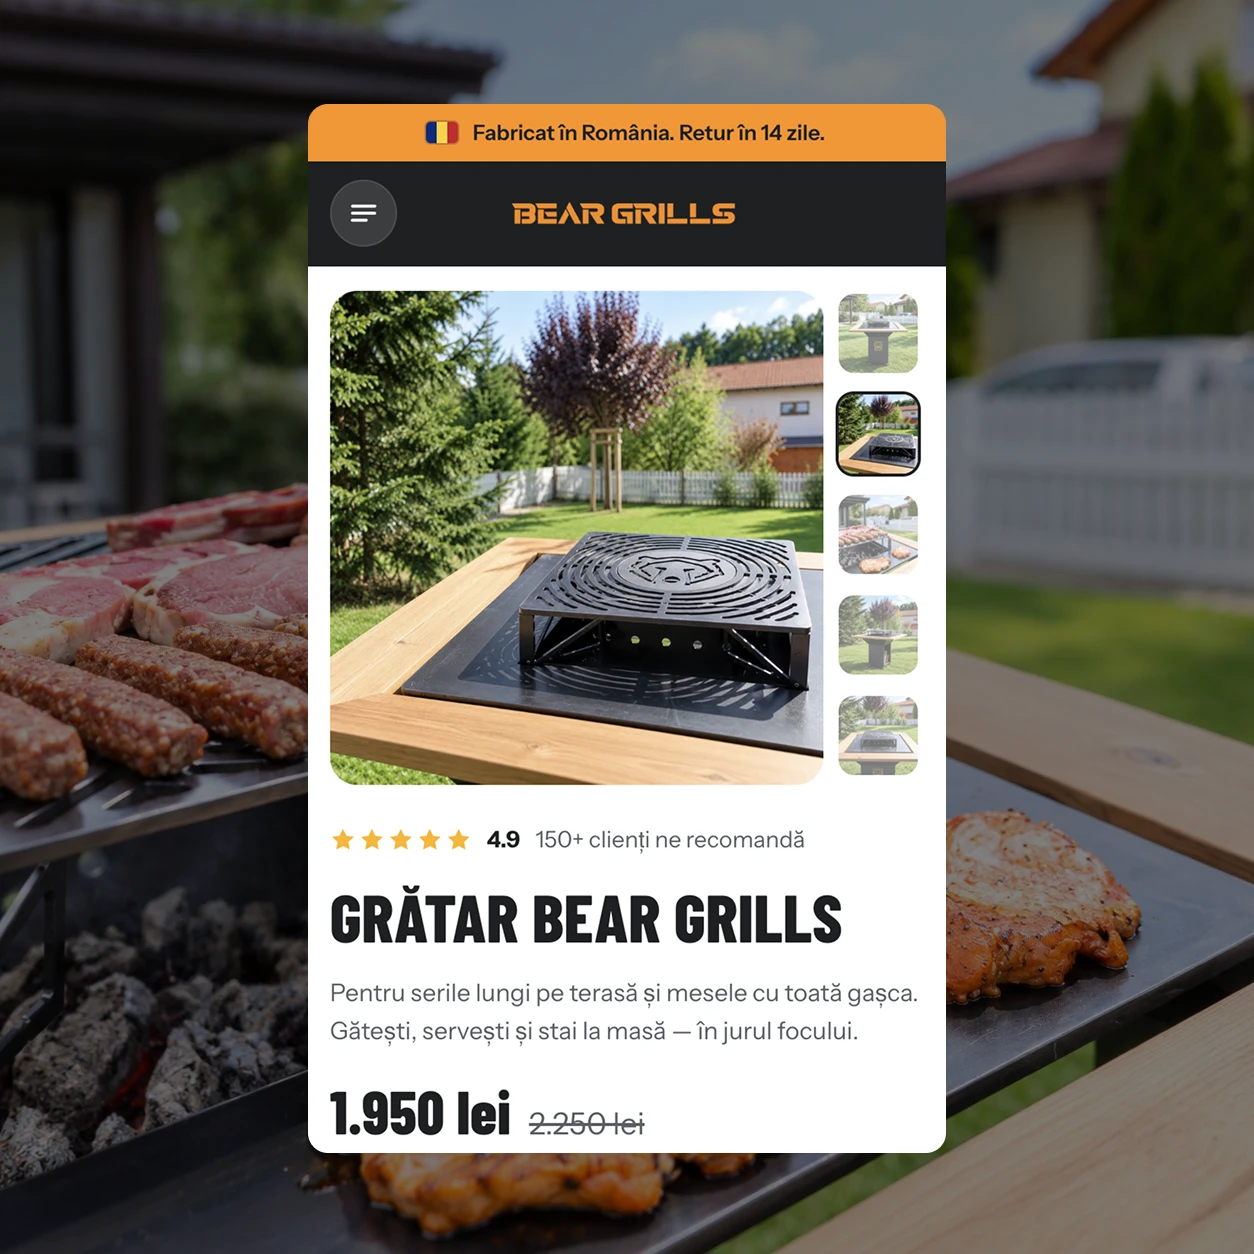 Fabricat în România. Retur în 14 zile.
BEAR GRILLS
4.9 150+ clienți ne recomandă
GRĂTAR BEAR GRILLS
Pentru serile lungi pe terasă și mesele cu toată gașca.
Gătești, servești și stai la masă — în jurul focului.
1.950 lei 2.250 lei